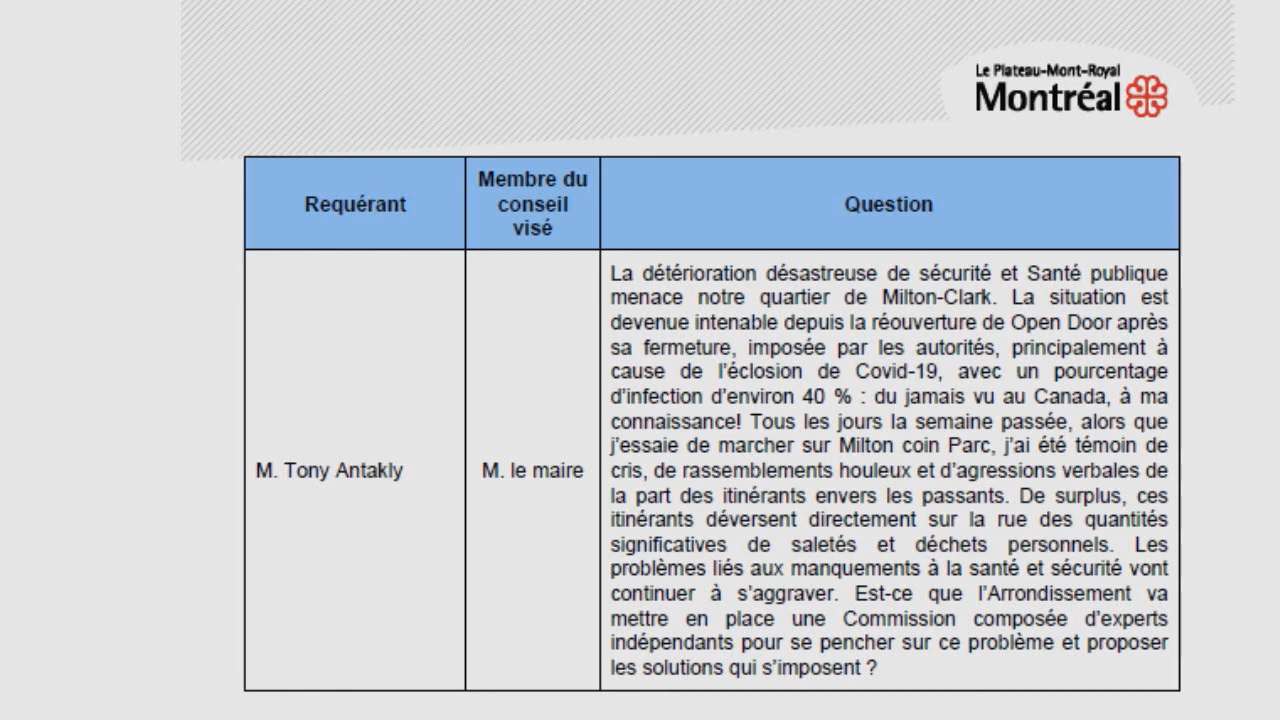 Le Plateau-Mont-Royal
Montréal
Requérant
Membre du
conseil
visé
Question
M. Tony Antakly
M. le maire
La détérioration désastreuse de sécurité et Santé publique
menace notre quartier de Milton-Clark. La situation est
devenue intenable depuis la réouverture de Open Door après
sa fermeture, imposée par les autorités, principalement à
cause de l'éclosion de Covid-19, avec un pourcentage
d'infection d'environ 40 % : du jamais vu au Canada, à ma
connaissance! Tous les jours la semaine passée, alors que
j'essaie de marcher sur Milton coin Parc, j'ai été témoin de
cris, de rassemblements houleux et d'agressions verbales de
la part des itinérants envers les passants. De surplus, ces
itinérants déversent directement sur la rue des quantités
significatives de saletés et déchets personnels. Les
problèmes liés aux manquements à la santé et sécurité vont
continuer à s'aggraver. Est-ce que l'Arrondissement va
mettre en place une Commission composée d'experts
indépendants pour se pencher sur ce problème et proposer
les solutions qui s'imposent ?